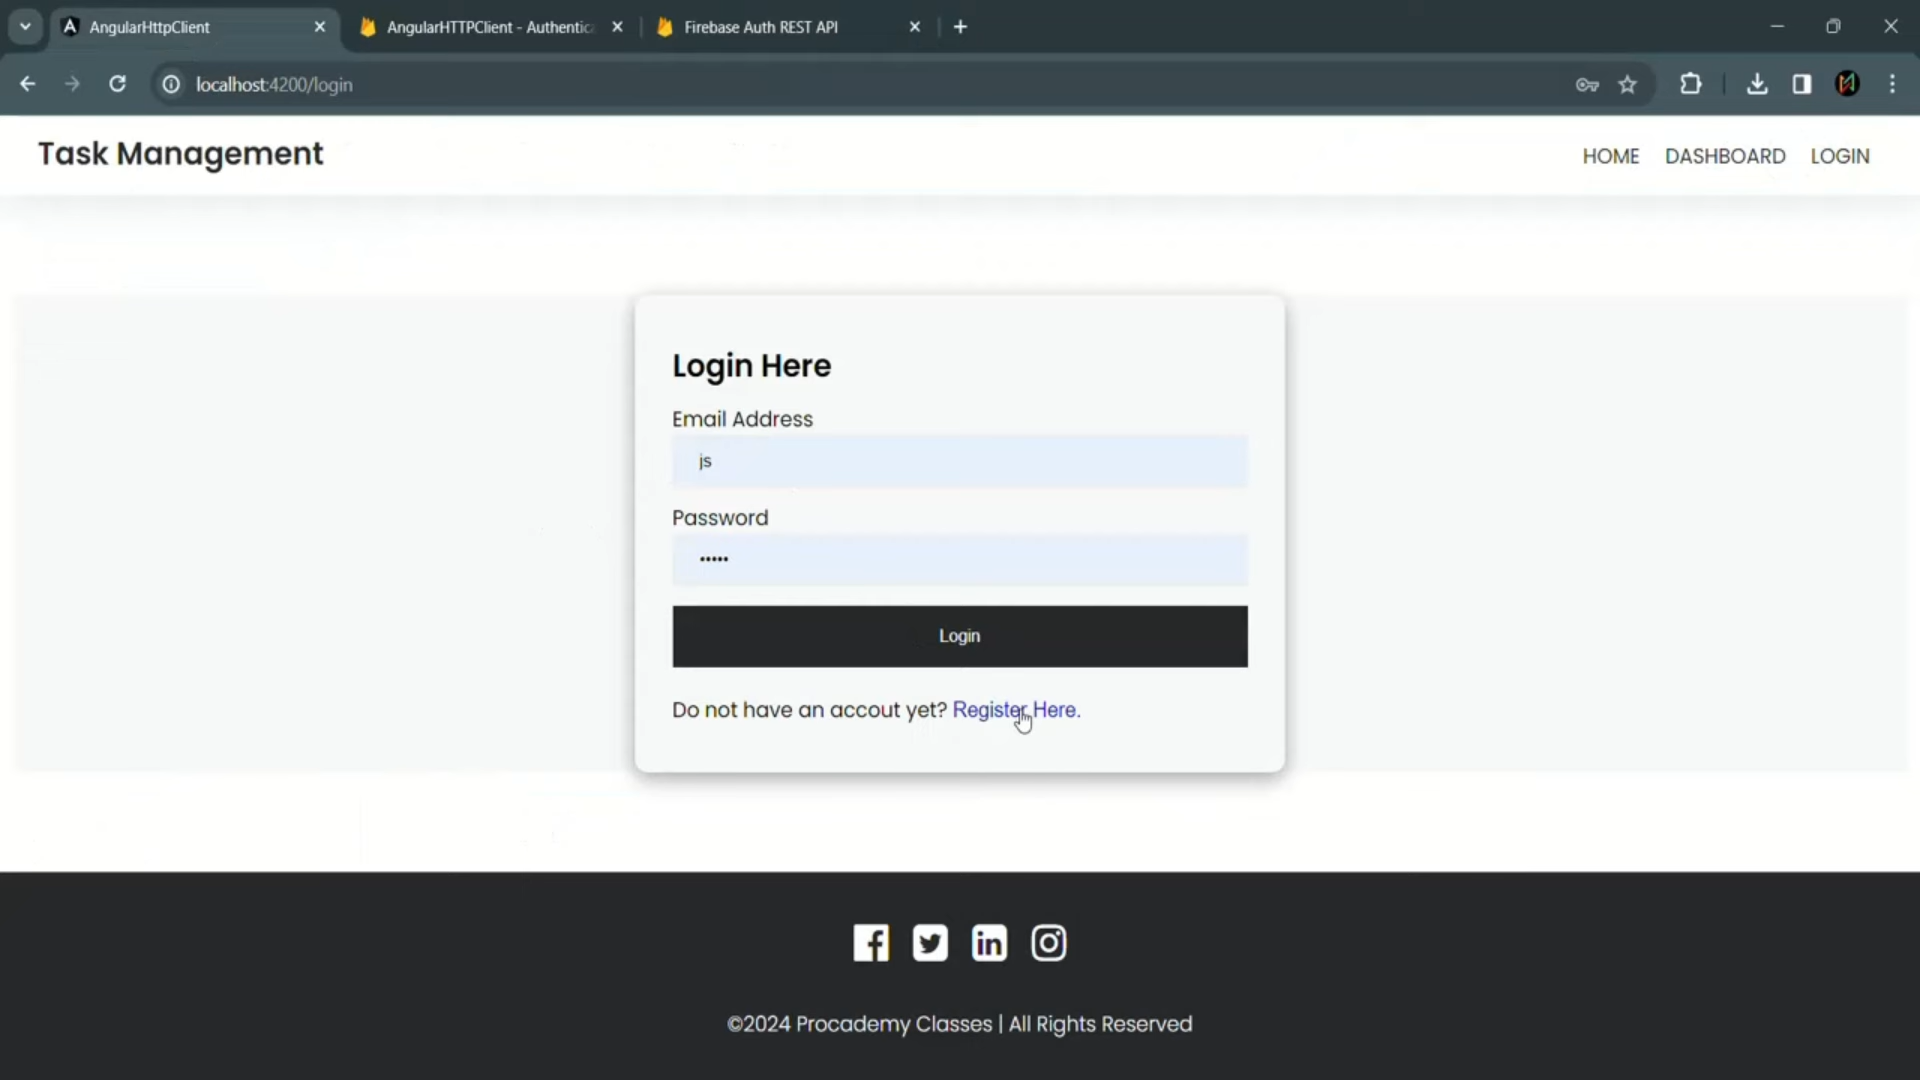 AngularHttpClient
AngularHTTPClient - Authentic
Firebase Auth REST API
localhost:4200/login
Task Management
HOME DASHBOARD LOGIN
Login Here
Email Address
js
Password
•••••
Login
Do not have an accout yet? Register Here.
©2024 Procademy Classes | All Rights Reserved